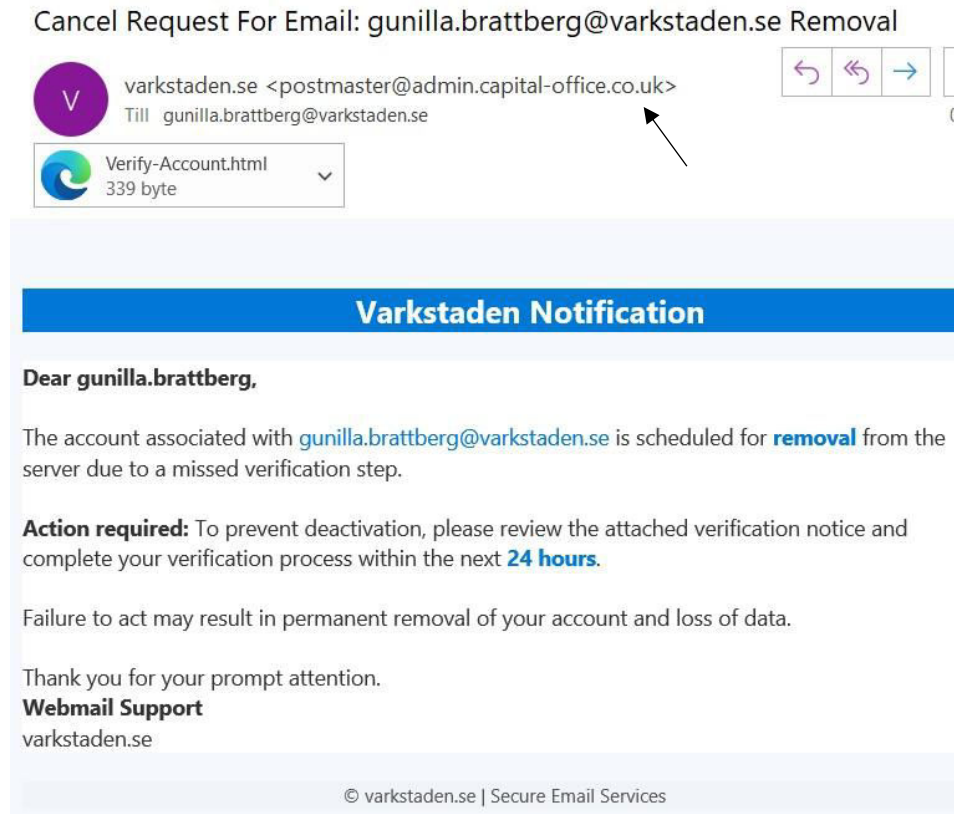 Cancel Request For Email: gunilla.brattberg@varkstaden.se Removal
V
varkstaden.se <postmaster@admin.capital-office.co.uk>
Till gunilla.brattberg@varkstaden.se
Verify-Account.html
339 byte
Varkstaden Notification
Dear gunilla.brattberg,
The account associated with gunilla.brattberg@varkstaden.se is scheduled for removal from the
server due to a missed verification step.
Action required: To prevent deactivation, please review the attached verification notice and
complete your verification process within the next 24 hours.
Failure to act may result in permanent removal of your account and loss of data.
Thank you for your prompt attention.
Webmail Support
varkstaden.se
© varkstaden.se | Secure Email Services